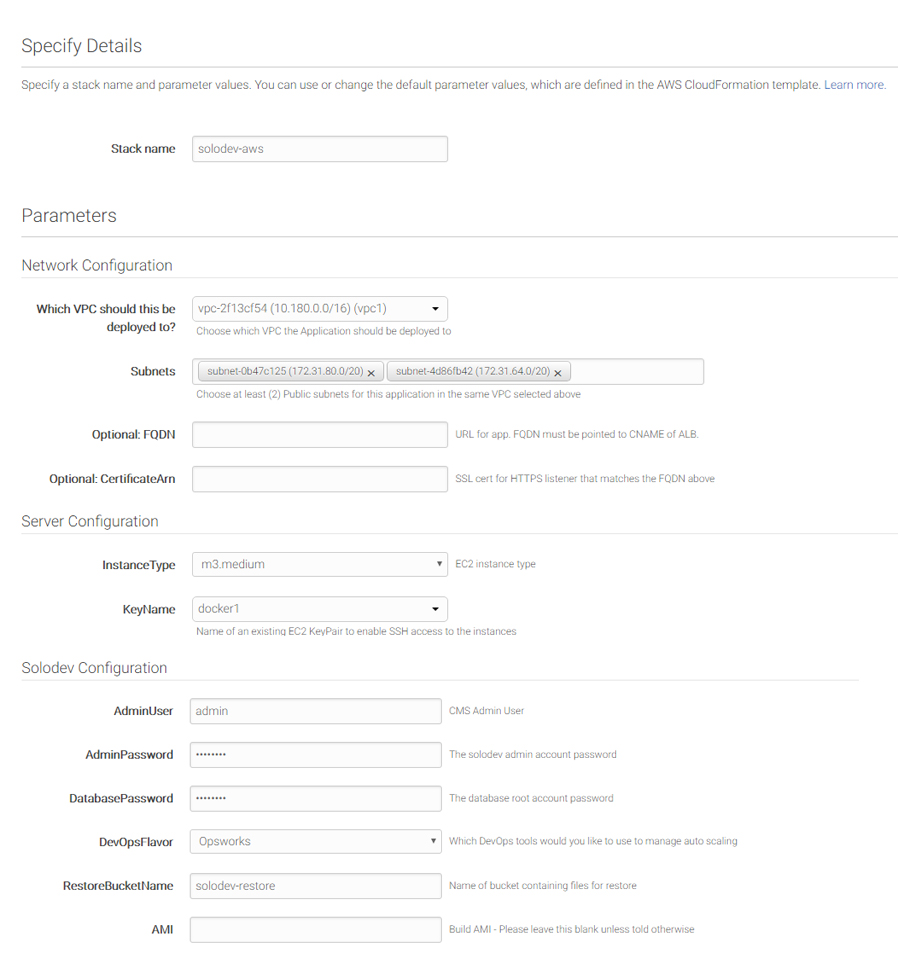 Specify Details
Specify a stack name and parameter values. You can use or change the default parameter values, which are defined in the AWS CloudFormation template. Learn more.
Stack name solodev-aws
Parameters
Network Configuration
Which VPC should this be
deployed to?
vpc-2f13cf54 (10.180.0.0/16) (vpc1)
Choose which VPC the Application should be deployed to
Subnets subnet-0b47c125 (172.31.80.0/20) × subnet-4d86fb42 (172.31.64.0/20) ×
Choose at least (2) Public subnets for this application in the same VPC selected above
Optional: FQDN URL for app. FQDN must be pointed to CNAME of ALB.
Optional: CertificateArn SSL cert for HTTPS listener that matches the FQDN above
Server Configuration
InstanceType m3.medium EC2 instance type
KeyName docker1
Name of an existing EC2 KeyPair to enable SSH access to the instances
Solodev Configuration
AdminUser admin CMS Admin User
AdminPassword •••••••• The solodev admin account password
DatabasePassword •••••••• The database root account password
DevOpsFlavor Opsworks Which DevOps tools would you like to use to manage auto scaling
RestoreBucketName solodev-restore Name of bucket containing files for restore
AMI Build AMI - Please leave this blank unless told otherwise